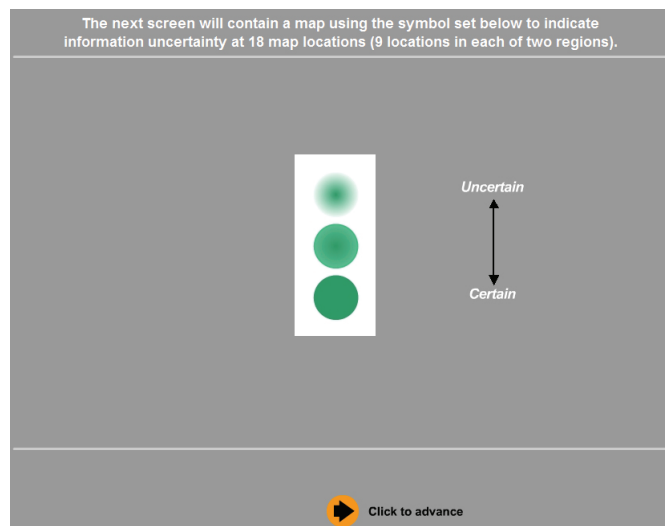 The next screen will contain a map using the symbol set below to indicate
information uncertainty at 18 map locations (9 locations in each of two regions).
Uncertain
Certain
Click to advance